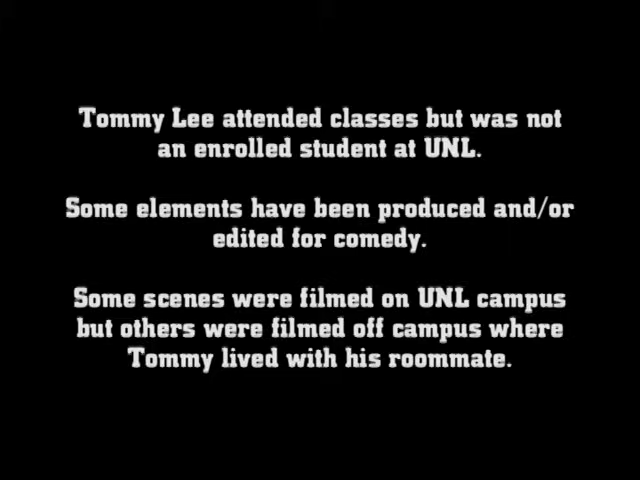 Tommy Lee attended classes but was not
an enrolled student at UNL.
Some elements have been produced and/or
edited for comedy.
Some scenes were filmed on UNL campus
but others were filmed off campus where
Tommy lived with his roommate.